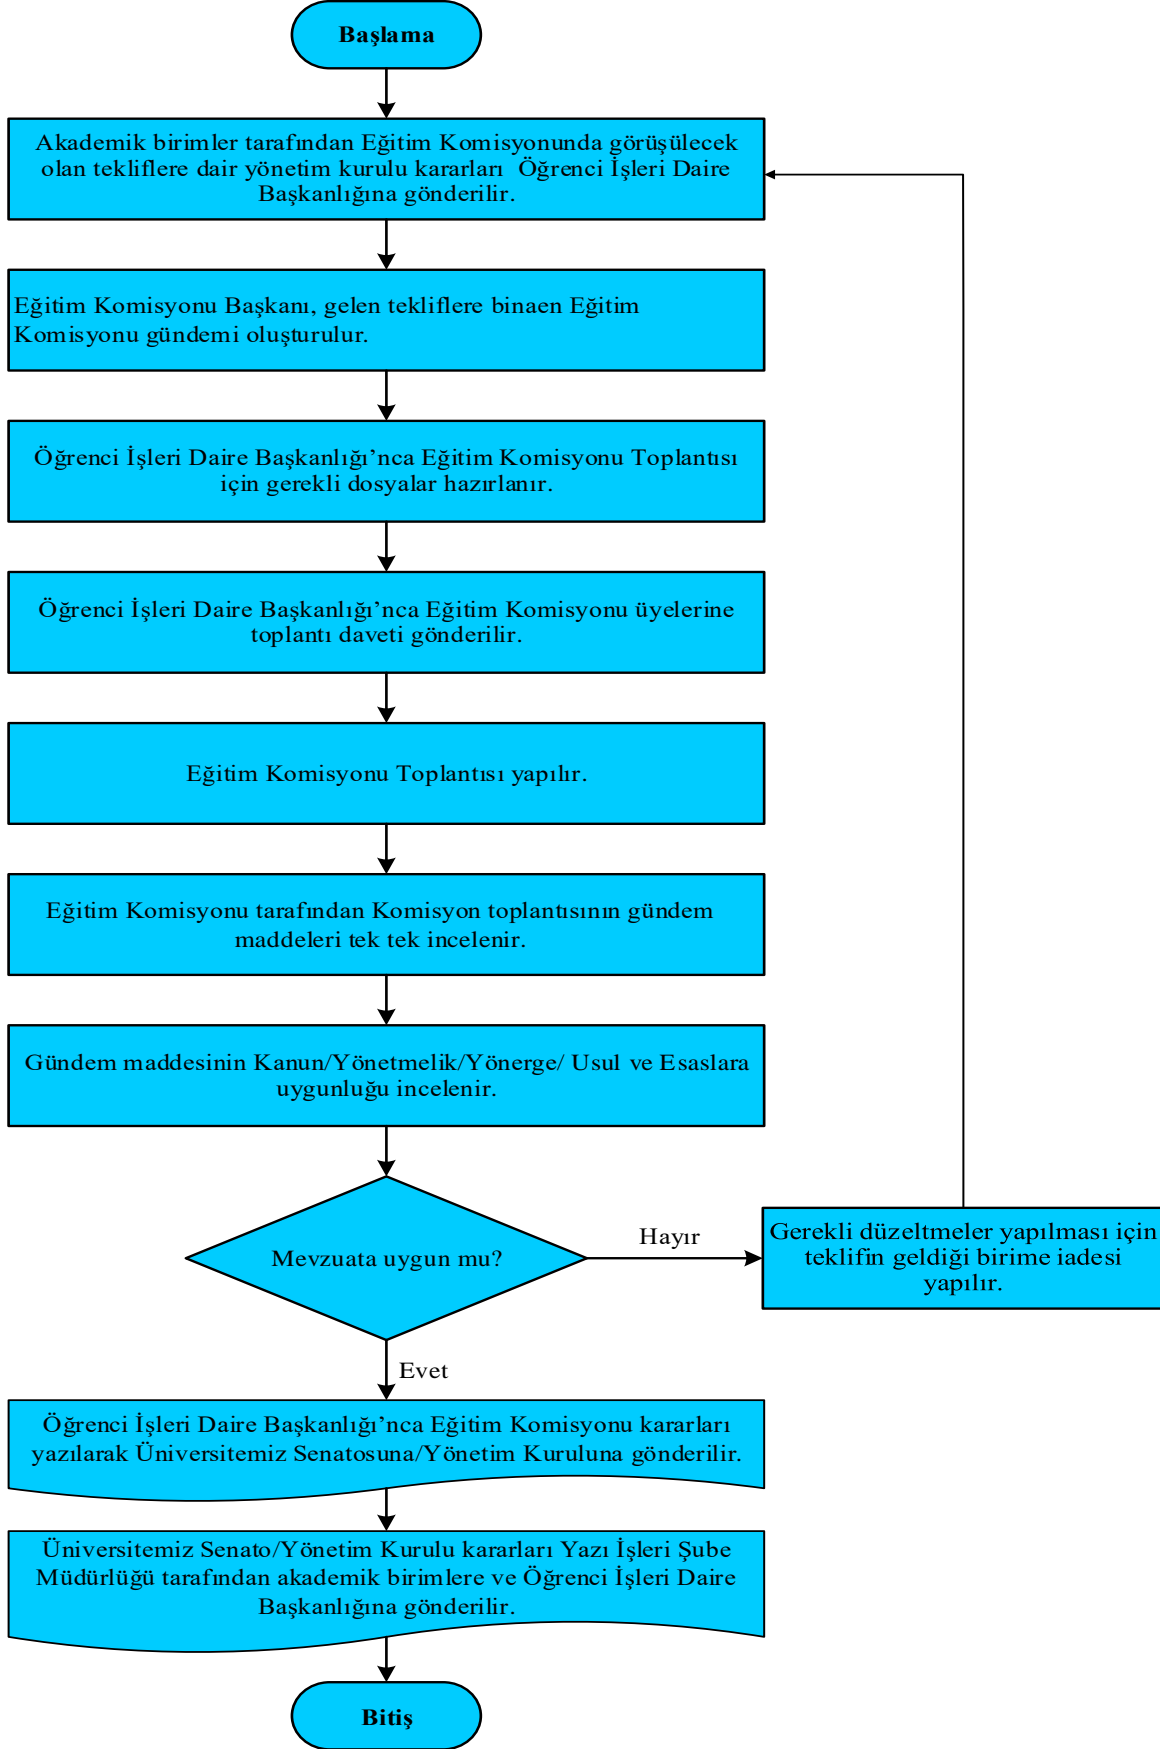 Başlama
Akademik birimler tarafından Eğitim Komisyonunda görüşülecek
olan tekliflere dair yönetim kurulu kararları  Öğrenci İşleri Daire
Başkanlığına gönderilir.
Eğitim Komisyonu Başkanı, gelen tekliflere binaen Eğitim
Komisyonu gündemi oluşturulur.
Öğrenci İşleri Daire Başkanlığı’nca Eğitim Komisyonu Toplantısı
için gerekli dosyalar hazırlanır.
Öğrenci İşleri Daire Başkanlığı’nca Eğitim Komisyonu üyelerine
toplantı daveti gönderilir.
Eğitim Komisyonu Toplantısı yapılır.
Eğitim Komisyonu tarafından Komisyon toplantısının gündem
maddeleri tek tek incelenir.
Gündem maddesinin Kanun/Yönetmelik/Yönerge/ Usul ve Esaslara
uygunluğu incelenir.
Mevzuata uygun mu?
Hayır
Gerekli düzeltmeler yapılması için
teklifin geldiği birime iadesi
yapılır.
Evet
Öğrenci İşleri Daire Başkanlığı’nca Eğitim Komisyonu kararları
yazılarak Üniversitemiz Senatosuna/Yönetim Kuruluna gönderilir.
Üniversitemiz Senato/Yönetim Kurulu kararları Yazı İşleri Şube
Müdürlüğü tarafından akademik birimlere ve Öğrenci İşleri Daire
Başkanlığına gönderilir.
Bitiş